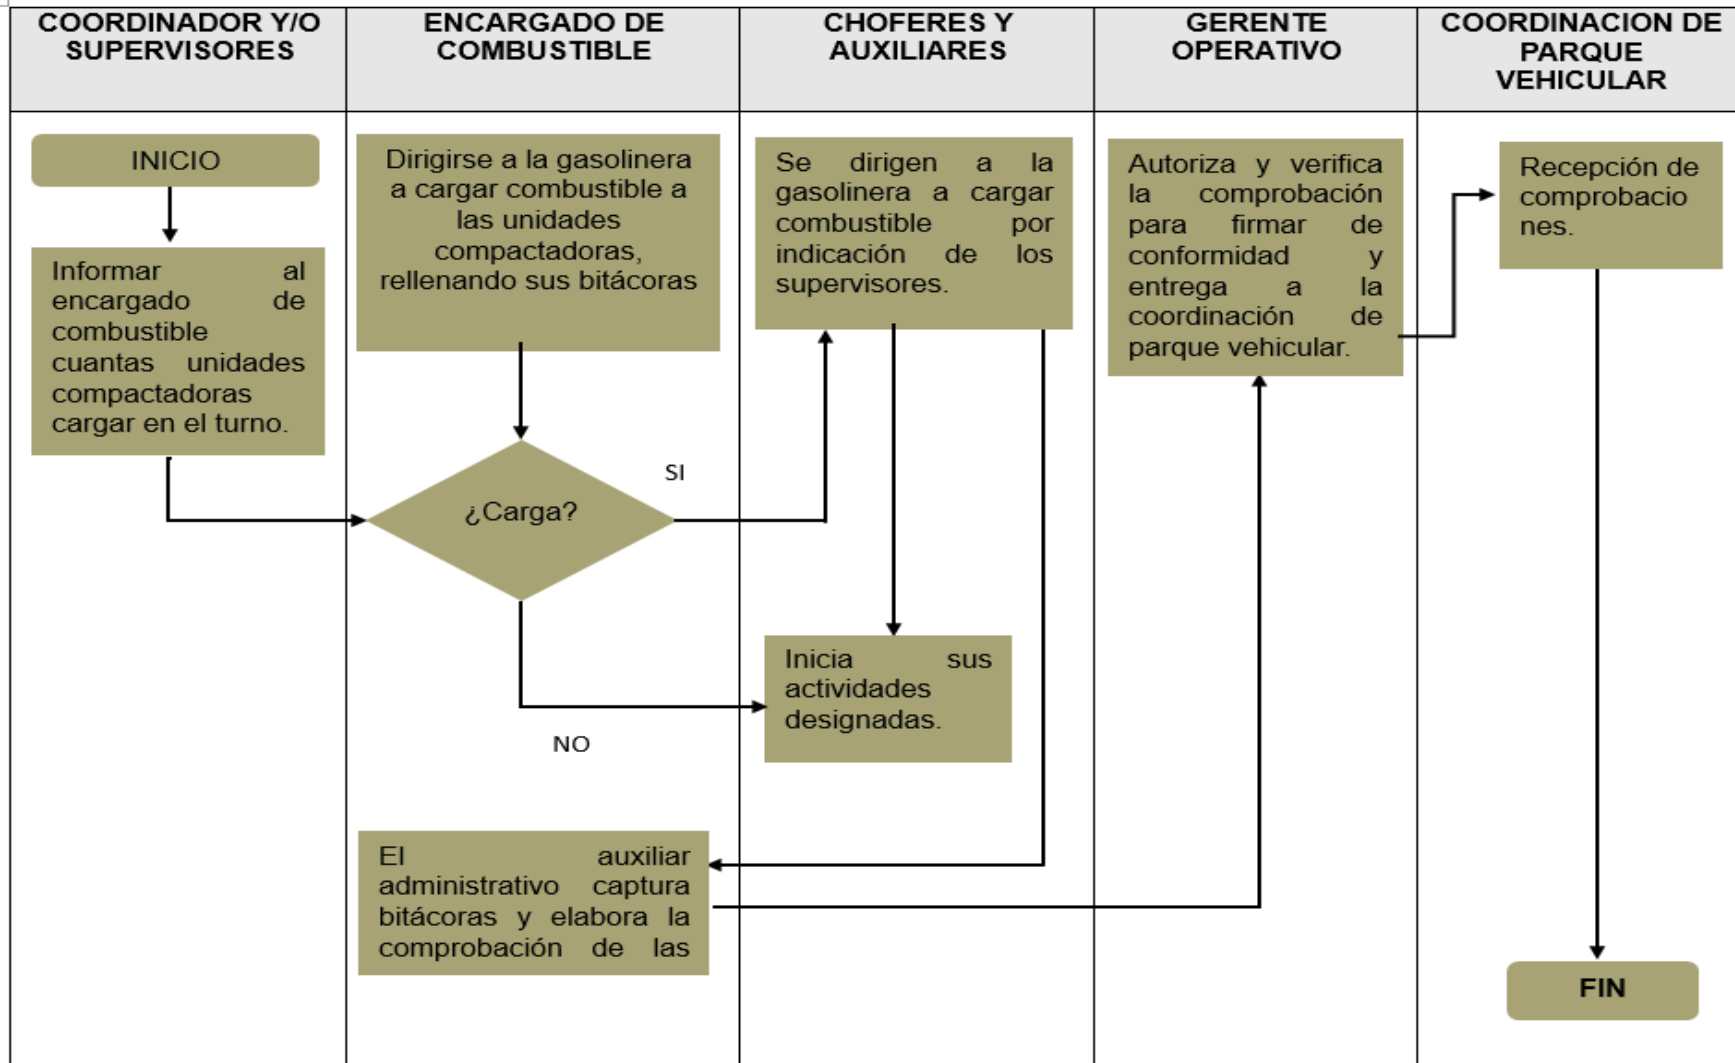 COORDINADOR Y/O
SUPERVISORES
ENCARGADO DE
COMBUSTIBLE
CHOFERES Y
AUXILIARES
GERENTE
OPERATIVO
COORDINACION DE
PARQUE
VEHICULAR
INICIO
Informar al
encargado de
combustible
cuantas unidades
compactadoras
cargar en el turno.
Dirigirse a la gasolinera
a cargar combustible a
las unidades
compactadoras,
rellenando sus bitácoras
¿Carga?
SI
NO
El auxiliar
administrativo captura
bitácoras y elabora la
comprobación de las
Se dirigen a la
gasolinera a cargar
combustible por
indicación de los
supervisores.
Inicia sus
actividades
designadas.
Autoriza y verifica
la comprobación
para firmar de
conformidad y
entrega a la
coordinación de
parque vehicular.
Recepción de
comprobacio
nes.
FIN